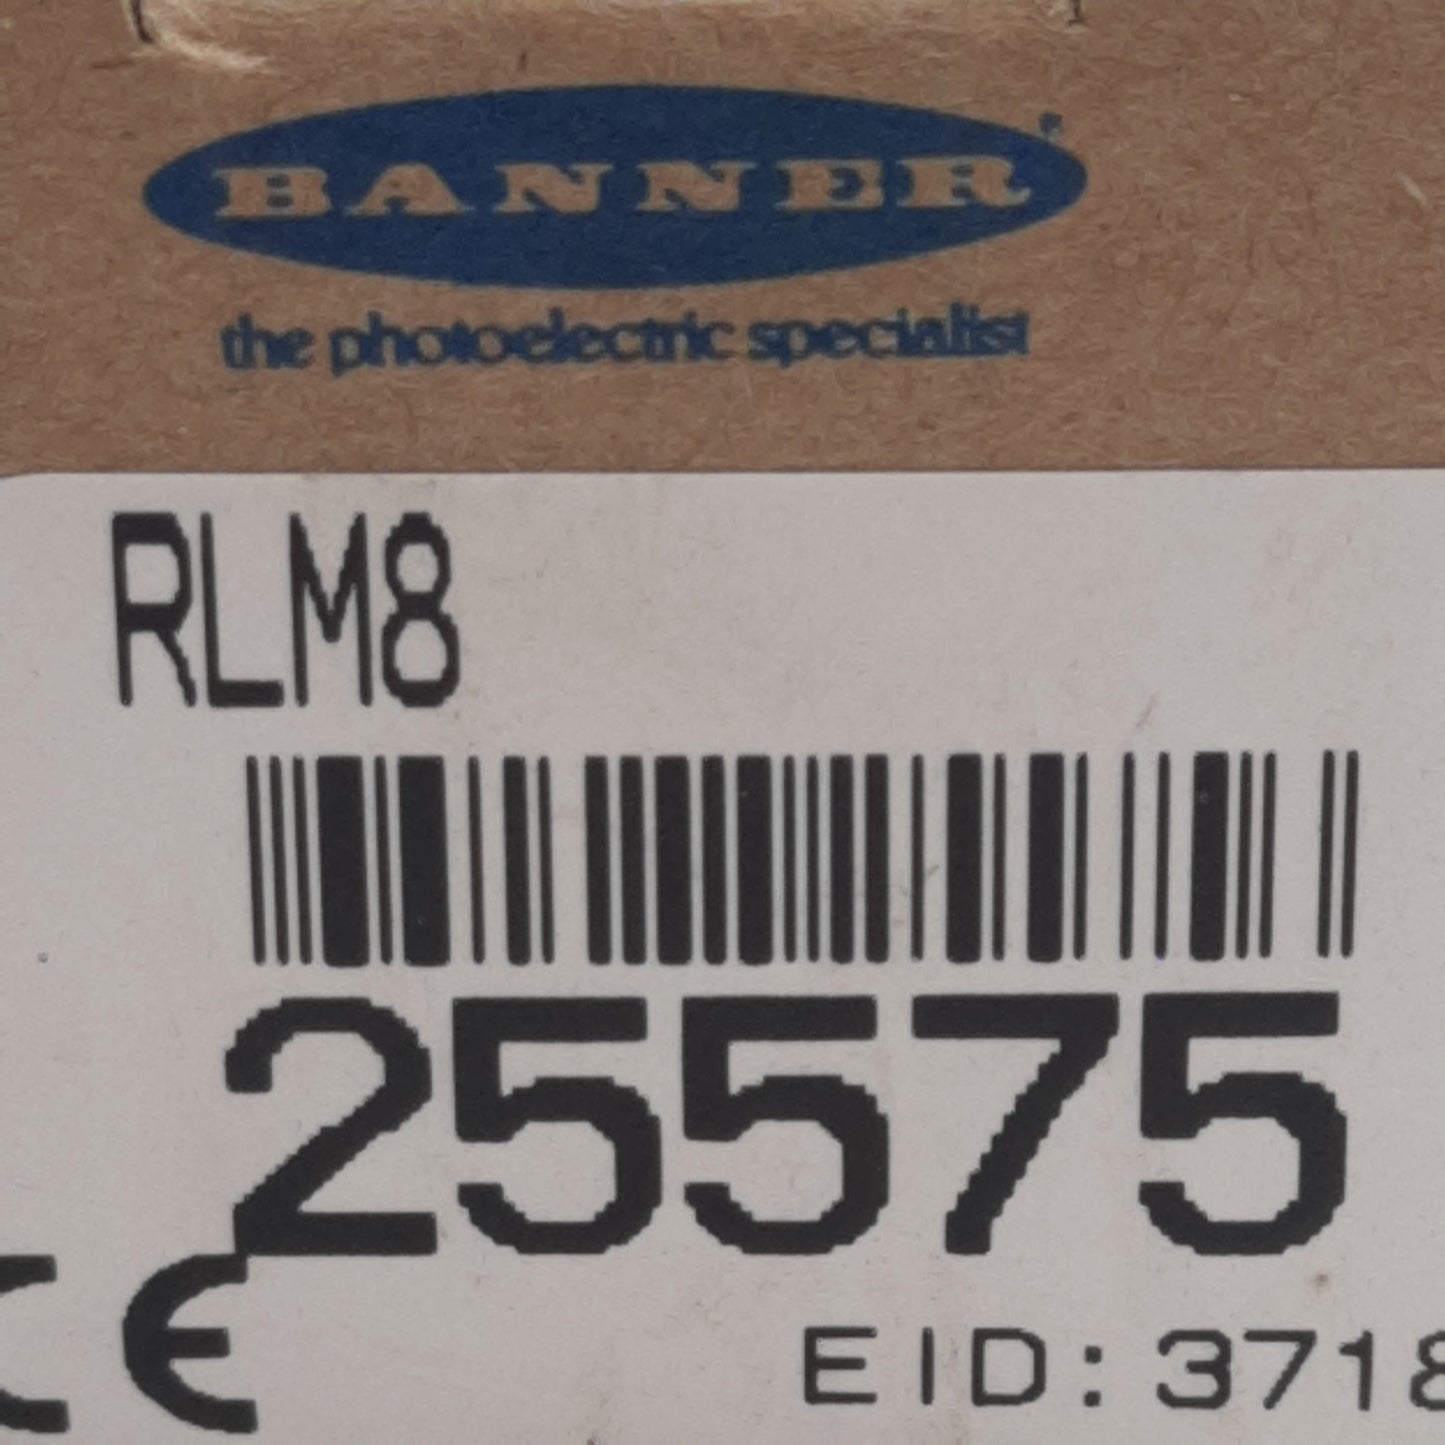 BANNER
the photoelectric specialist
RLM8
25575
CE
EID: 3718